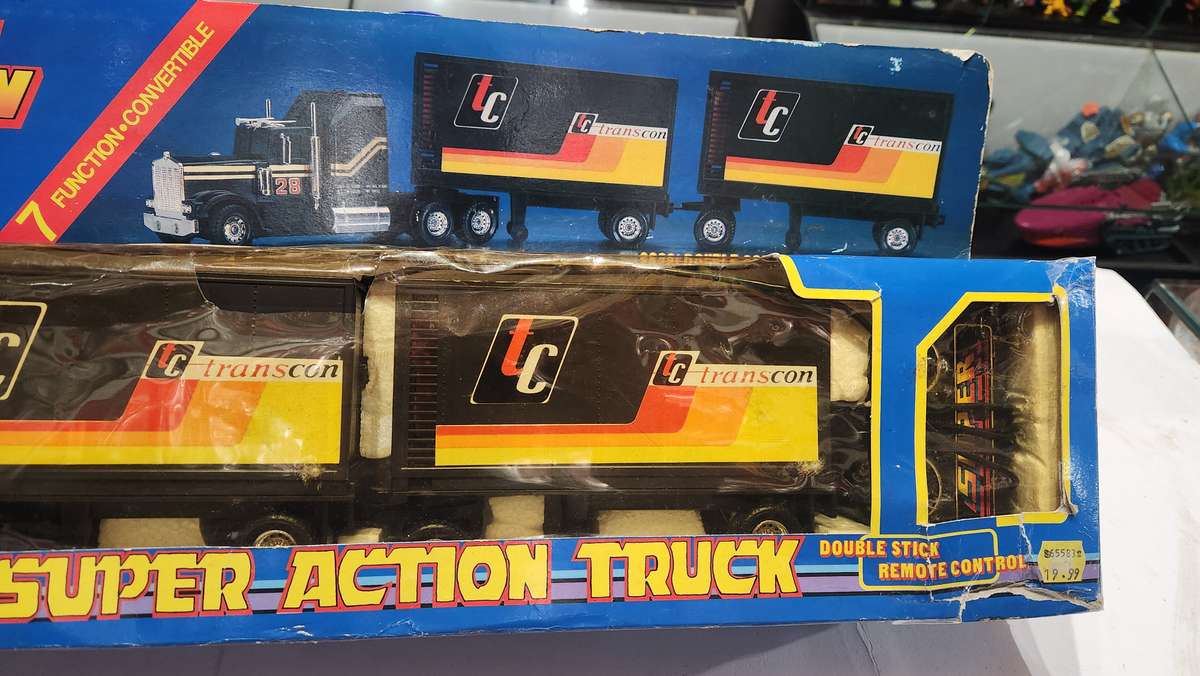 7 FUNCTION•CONVERTIBLE
28
tc
tc transcon
tc
tc transcon
tc transcon
tc
tc transcon
SUPER
SUPER ACTION TRUCK
DOUBLE STICK
REMOTE CONTROL
19.99